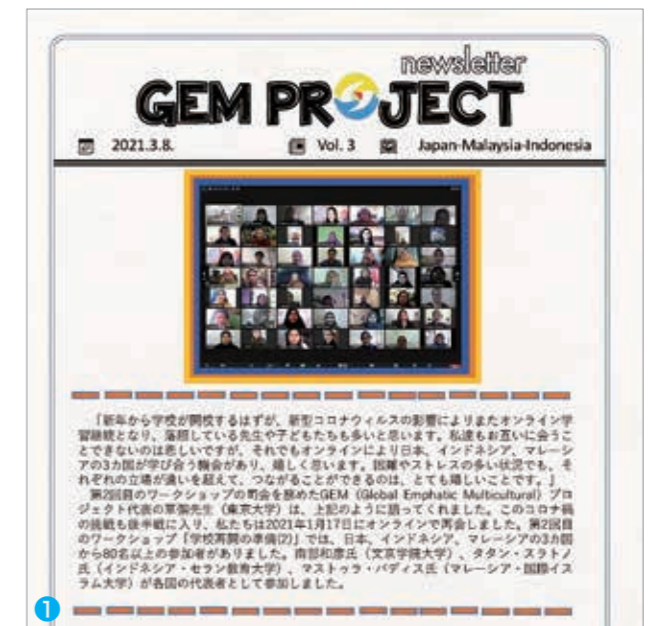 newsletter
GEM PROJECT
2021.3.8.
Vol. 3
Japan-Malaysia-Indonesia
「新年から学校が開校するはずが、新型コロナウィルスの影響によりまたオンライン学
習継続となり、落胆している先生や子どもたちも多いと思います。私達もお互いに会うこ
とできないのは悲しいですが、それでもオンラインにより日本、インドネシア、マレーシ
アの3カ国が学び合う機会があり、嬉しく思います。困難やストレスの多い状況でも、そ
れぞれの立場が違いを超えて、つながることができるのは、とても嬉しいことです。」
第2回目のワークショップの司会を務めたGEM（Global Emphatic Multicultural）プロ
ジェクト代表の草彅先生（東京大学）は、上記のように語ってくれました。このコロナ禍
の挑戦も後半戦に入り、私たちは2021年1月17日にオンラインで再会しました。第2回目
のワークショップ「学校再開の準備(2)」では、日本、インドネシア、マレーシアの3カ国
から80名以上の参加者がありました。南部和彦氏（文京学院大学）、タタン・スラトノ
氏（インドネシア・セラン教育大学）、マストゥラ・バディス氏（マレーシア・国際イス
ラム大学）が各国の代表者として参加しました。
1